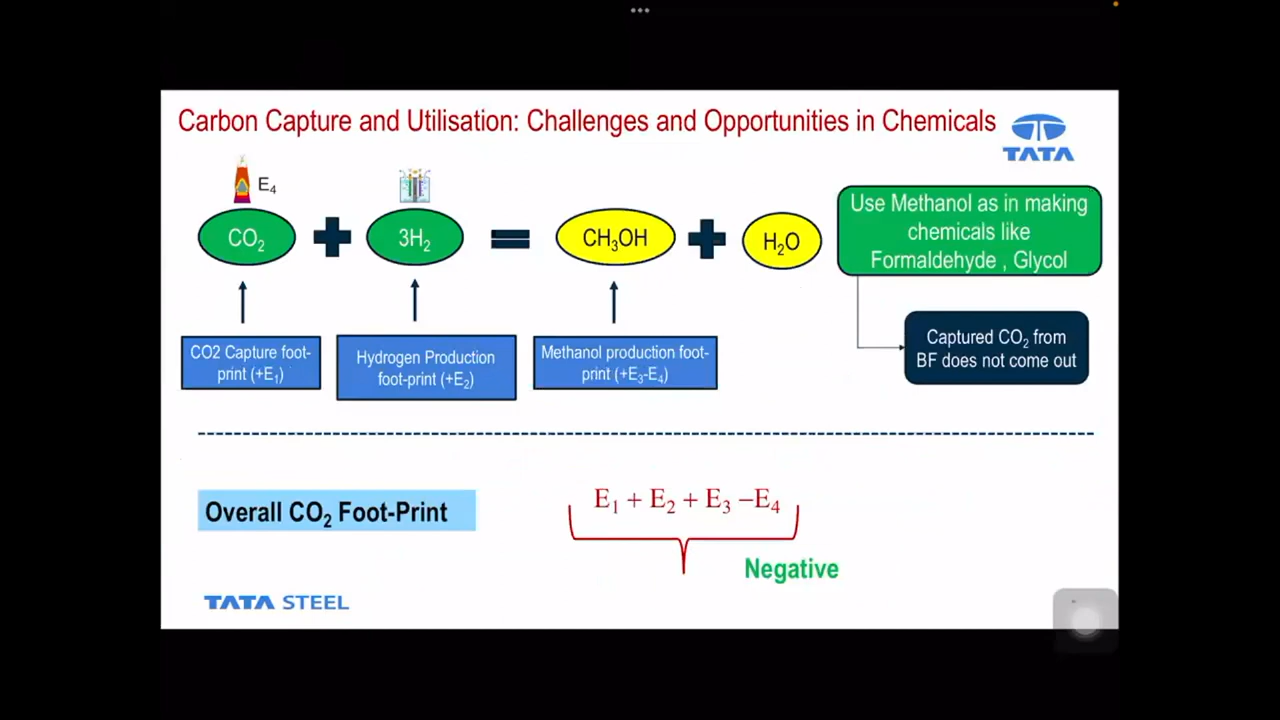 Carbon Capture and Utilisation: Challenges and Opportunities in Chemicals
TATA
E₄
CO₂
3H₂
CH₃OH
H₂O
Use Methanol as in making
chemicals like
Formaldehyde , Glycol
CO2 Capture foot-
print (+E₁)
Hydrogen Production
foot-print (+E₂)
Methanol production foot-
print (+E₃-E₄)
Captured CO₂ from
BF does not come out
Overall CO₂ Foot-Print
E₁ + E₂ + E₃ –E₄
Negative
TATA STEEL